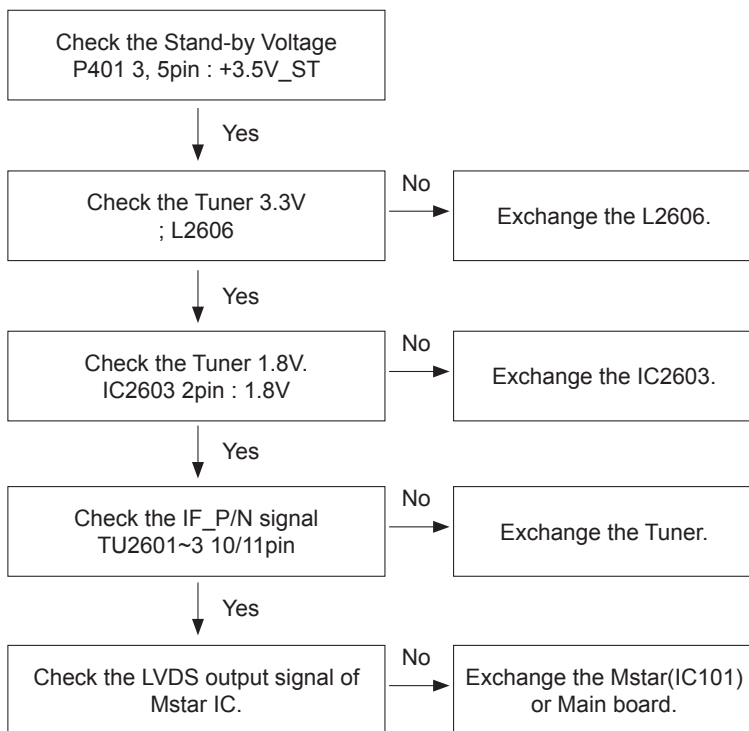 Check the Stand-by Voltage
P401 3, 5pin : +3.5V_ST
Yes
Check the Tuner 3.3V
; L2606
No
Exchange the L2606.
Yes
Check the Tuner 1.8V.
IC2603 2pin : 1.8V
No
Exchange the IC2603.
Yes
Check the IF_P/N signal
TU2601~3 10/11pin
No
Exchange the Tuner.
Yes
Check the LVDS output signal of
Mstar IC.
No
Exchange the Mstar(IC101)
or Main board.